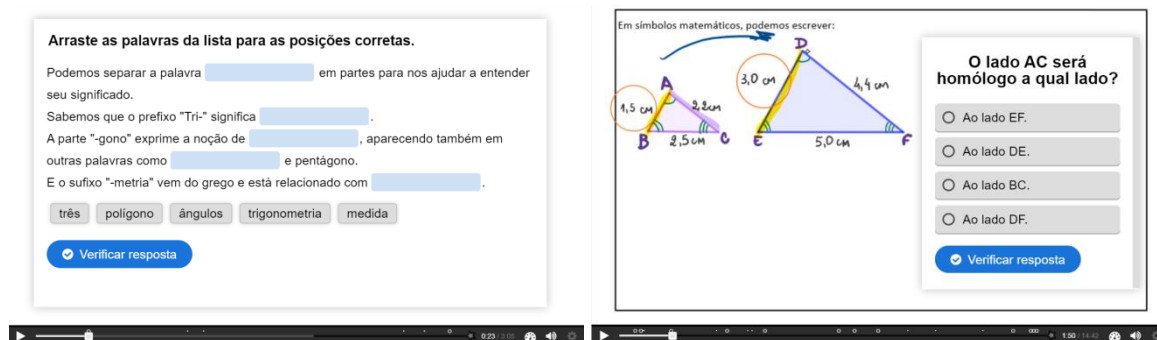 Arraste as palavras da lista para as posições corretas.
Podemos separar a palavra em partes para nos ajudar a entender
seu significado.
Sabemos que o prefixo "Tri-" significa .
A parte "-gono" exprime a noção de , aparecendo também em
outras palavras como e pentágono.
E o sufixo "-metria" vem do grego e está relacionado com .
três polígono ângulos trigonometria medida
Verificar resposta
0:23 / 3:05
Em símbolos matemáticos, podemos escrever:
D
3,0 cm
4,4 cm
A
1,5 cm
2,2cm
B
2,5 cm
C
E
5,0 cm
F
O lado AC será
homólogo a qual lado?
Ao lado EF.
Ao lado DE.
Ao lado BC.
Ao lado DF.
Verificar resposta
1:50 / 14:42